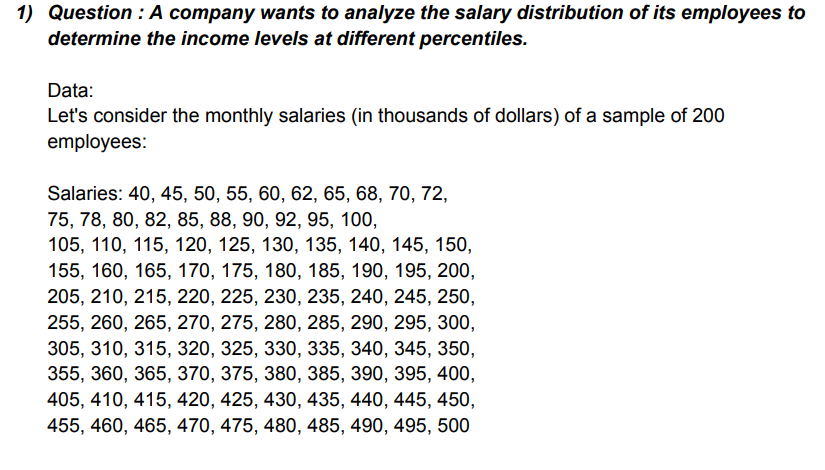 1) Question : A company wants to analyze the salary distribution of its employees to
determine the income levels at different percentiles.
Data:
Let's consider the monthly salaries (in thousands of dollars) of a sample of 200
employees:
Salaries: 40, 45, 50, 55, 60, 62, 65, 68, 70, 72,
75, 78, 80, 82, 85, 88, 90, 92, 95, 100,
105, 110, 115, 120, 125, 130, 135, 140, 145, 150,
155, 160, 165, 170, 175, 180, 185, 190, 195, 200,
205, 210, 215, 220, 225, 230, 235, 240, 245, 250,
255, 260, 265, 270, 275, 280, 285, 290, 295, 300,
305, 310, 315, 320, 325, 330, 335, 340, 345, 350,
355, 360, 365, 370, 375, 380, 385, 390, 395, 400,
405, 410, 415, 420, 425, 430, 435, 440, 445, 450,
455, 460, 465, 470, 475, 480, 485, 490, 495, 500